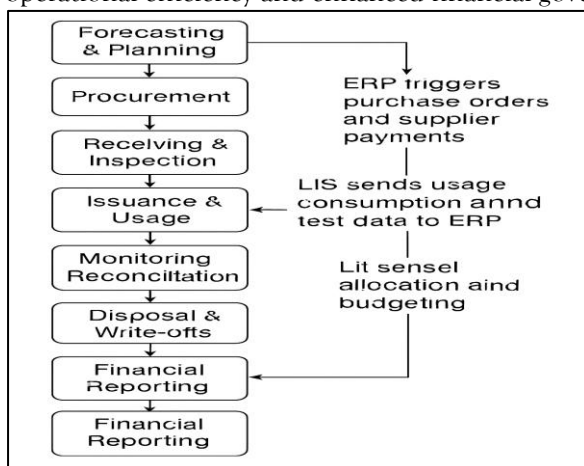 operational efficiency and enhanced financial gove
Forecasting
& Planning
Procurement
Receiving &
Inspection
Issuance &
Usage
Monitoring
Reconciltation
Disposal &
Write-ofts
Financial
Reporting
Financial
Reporting
ERP triggers
purchase orders
and supplier
payments
LIS sends usage
consumption annd
test data to ERP
Lit sensel
allocation aind
budgeting